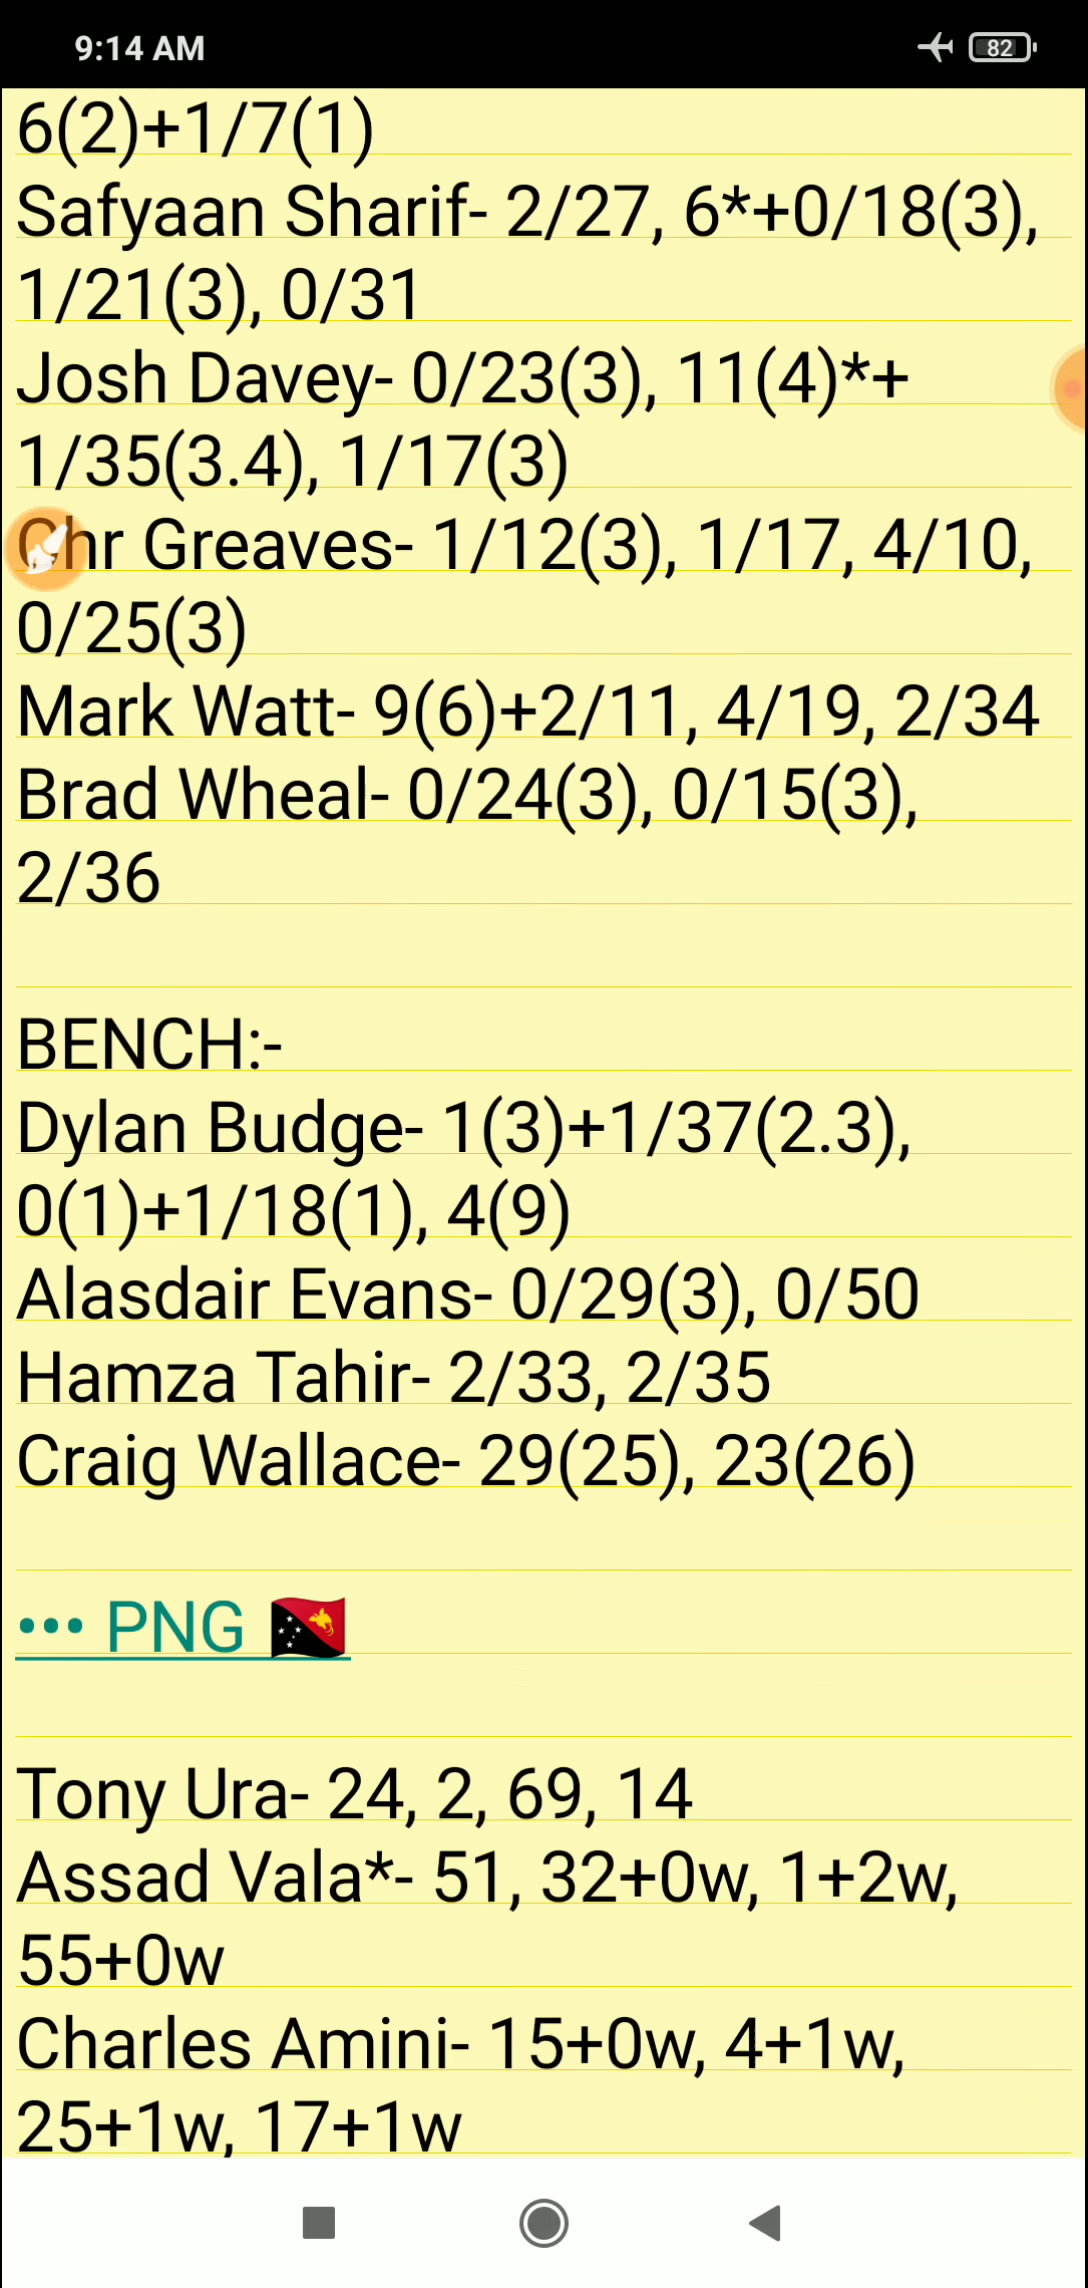 9:14 AM
82
6(2)+1/7(1)
Safyaan Sharif- 2/27, 6*+0/18(3),
1/21(3), 0/31
Josh Davey- 0/23(3), 11(4)*+
1/35(3.4), 1/17(3)
Chr Greaves- 1/12(3), 1/17, 4/10,
0/25(3)
Mark Watt- 9(6)+2/11, 4/19, 2/34
Brad Wheal- 0/24(3), 0/15(3),
2/36
BENCH:-
Dylan Budge- 1(3)+1/37(2.3),
0(1)+1/18(1), 4(9)
Alasdair Evans- 0/29(3), 0/50
Hamza Tahir- 2/33, 2/35
Craig Wallace- 29(25), 23(26)
••• PNG 🇵🇬
Tony Ura- 24, 2, 69, 14
Assad Vala*- 51, 32+0w, 1+2w,
55+0w
Charles Amini- 15+0w, 4+1w,
25+1w, 17+1w